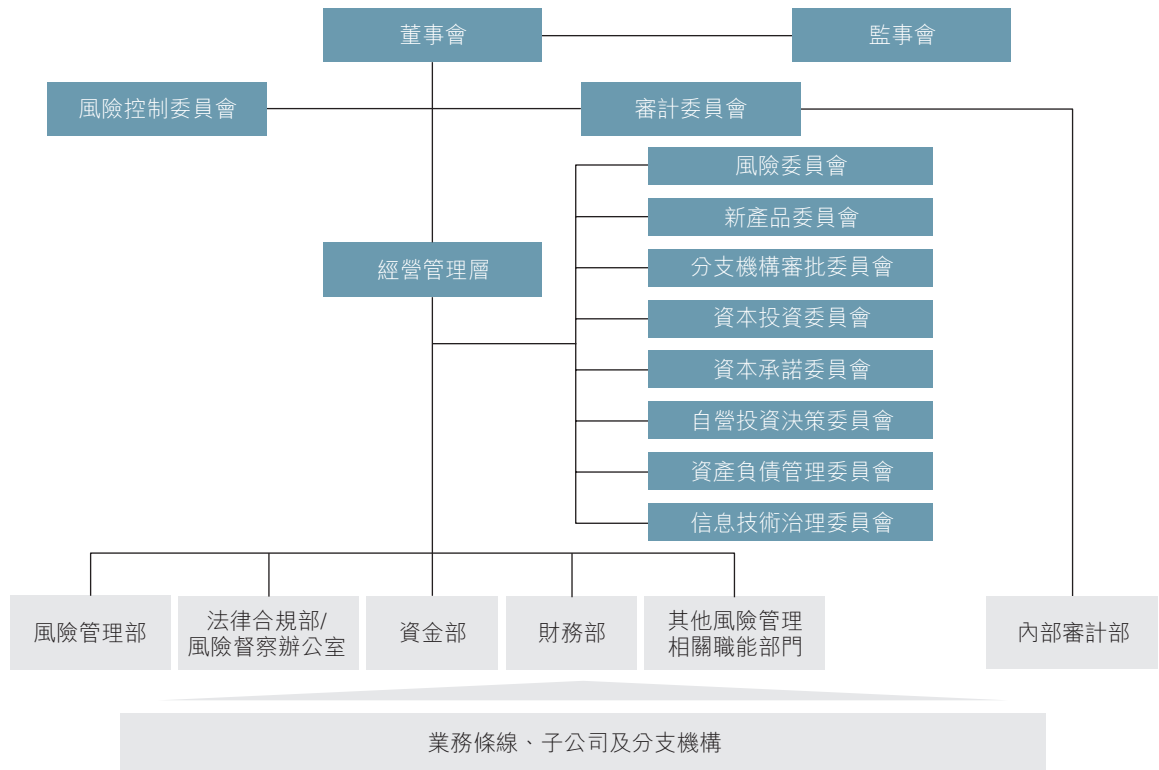 董事會
監事會
風險控制委員會
審計委員會
風險委員會
新產品委員會
經營管理層
分支機構審批委員會
資本投資委員會
資本承諾委員會
自營投資決策委員會
資產負債管理委員會
信息技術治理委員會
風險管理部
法律合規部/
風險督察辦公室
資金部
財務部
其他風險管理
相關職能部門
內部審計部
業務條線、子公司及分支機構